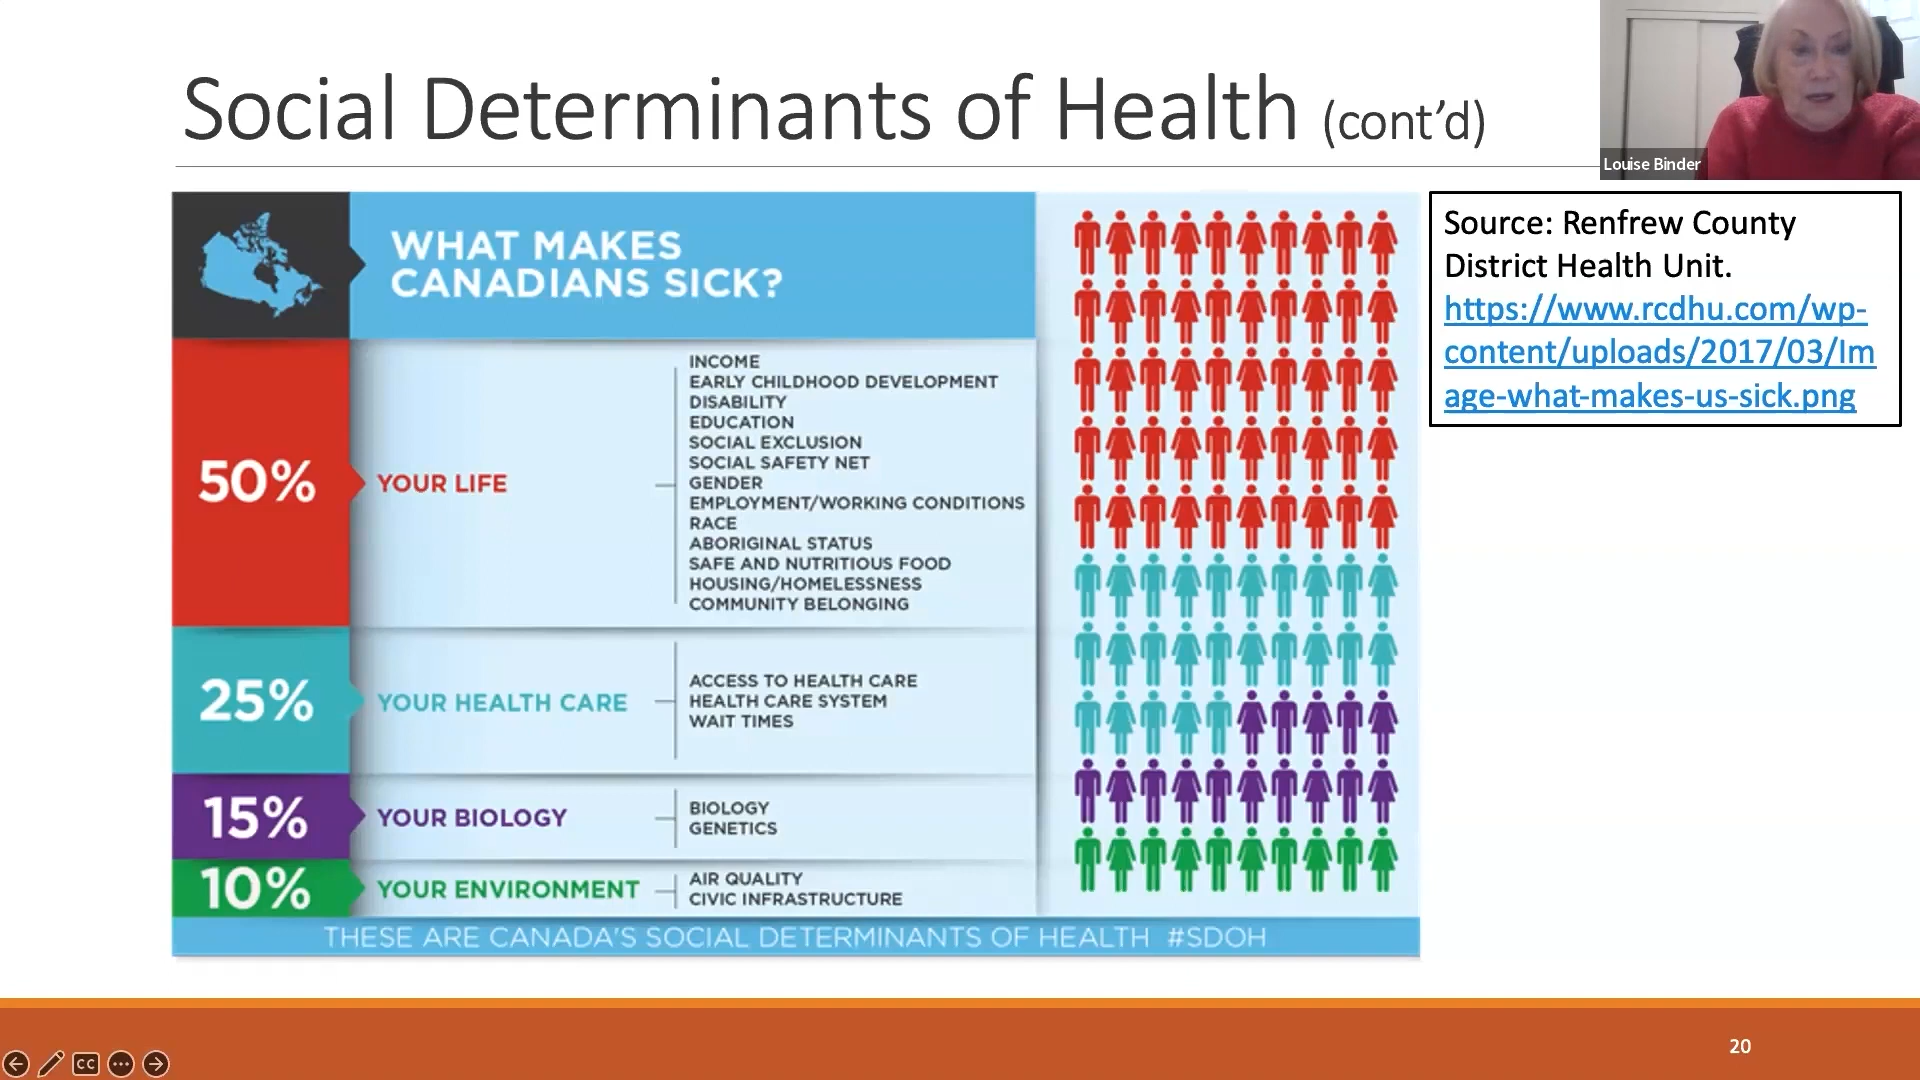 Social Determinants of Health (cont’d)
Louise Binder
Source: Renfrew County
District Health Unit.
https://www.rcdhu.com/wp-
content/uploads/2017/03/Im
age-what-makes-us-sick.png
WHAT MAKES
CANADIANS SICK?
50%
YOUR LIFE
INCOME
EARLY CHILDHOOD DEVELOPMENT
DISABILITY
EDUCATION
SOCIAL EXCLUSION
SOCIAL SAFETY NET
GENDER
EMPLOYMENT/WORKING CONDITIONS
RACE
ABORIGINAL STATUS
SAFE AND NUTRITIOUS FOOD
HOUSING/HOMELESSNESS
COMMUNITY BELONGING
25%
YOUR HEALTH CARE
ACCESS TO HEALTH CARE
HEALTH CARE SYSTEM
WAIT TIMES
15%
YOUR BIOLOGY
BIOLOGY
GENETICS
10%
YOUR ENVIRONMENT
AIR QUALITY
CIVIC INFRASTRUCTURE
THESE ARE CANADA'S SOCIAL DETERMINANTS OF HEALTH #SDOH
20
CC